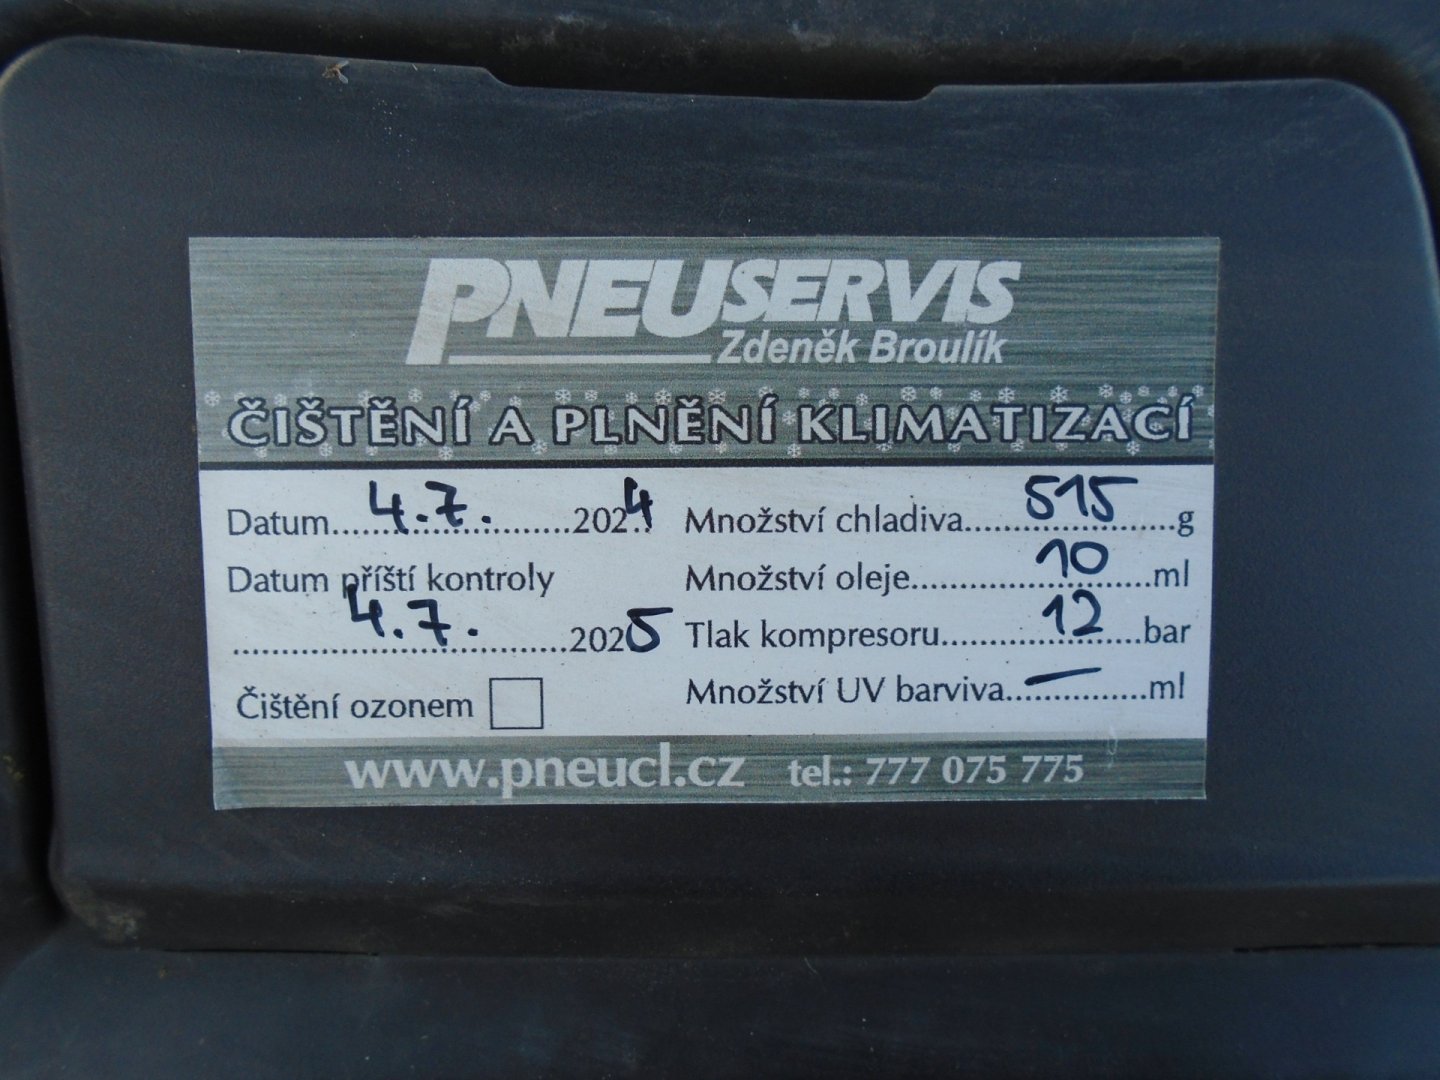 PNEUSERVIS
Zdeněk Broulík
ČIŠTĚNÍ A PLNĚNÍ KLIMATIZACÍ
Datum....4.7.........2024
Datum příští kontroly
.........4.7.........2025
Čištění ozonem
Množství chladiva......515....g
Množství oleje.........10....ml
Tlak kompresoru........12....bar
Množství UV barviva....–.....ml
www.pneucl.cz tel.: 777 075 775